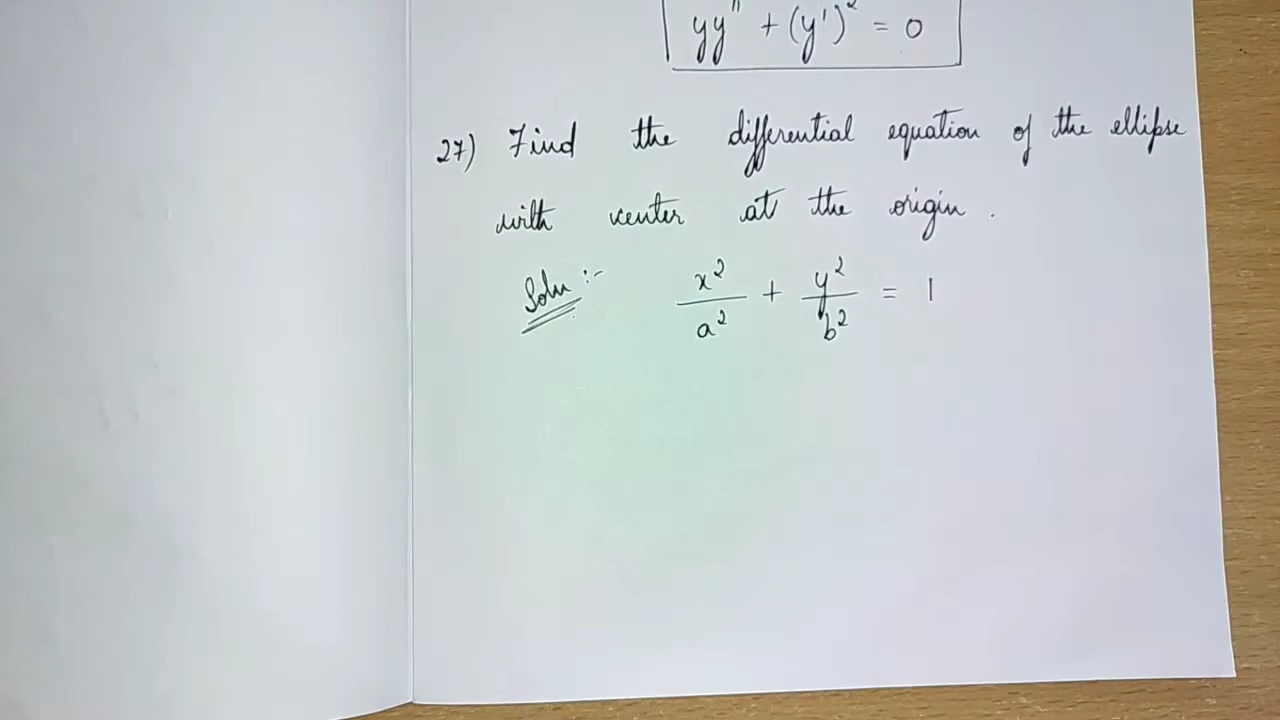 yy'' + (y')² = 0
27) Find the differential equation of the ellipse
with center at the origin .
Solu :-
x²/a² + y²/b² = 1